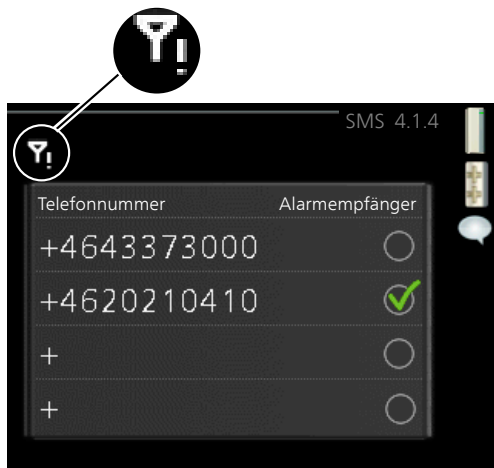 SMS 4.1.4
Telefonnummer Alarmempfänger
+4643373000
+4620210410
+
+